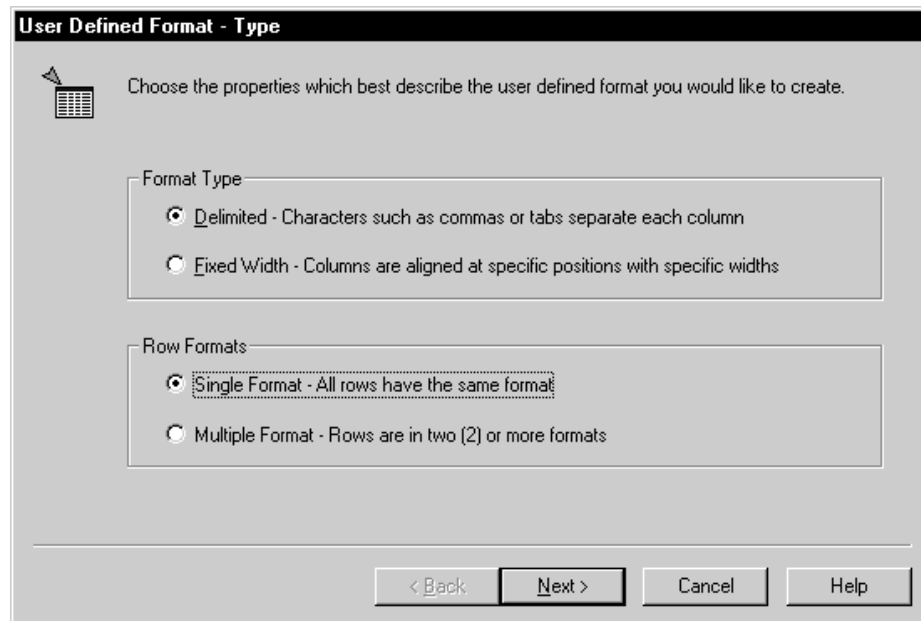 User Defined Format - Type
Choose the properties which best describe the user defined format you would like to create.
Format Type
Delimited - Characters such as commas or tabs separate each column
Fixed Width - Columns are aligned at specific positions with specific widths
Row Formats
Single Format - All rows have the same format
Multiple Format - Rows are in two (2) or more formats
< Back
Next >
Cancel
Help